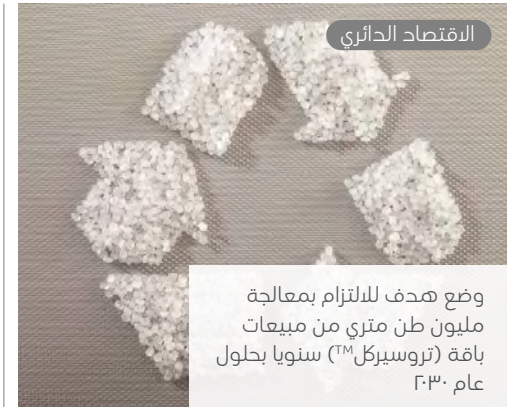 الاقتصاد الدائري
وضع هدف للالتزام بمعالجة
مليون طن متري من مبيعات
باقة (تروسيركل™) سنويا بحلول
عام ٢٠٣٠